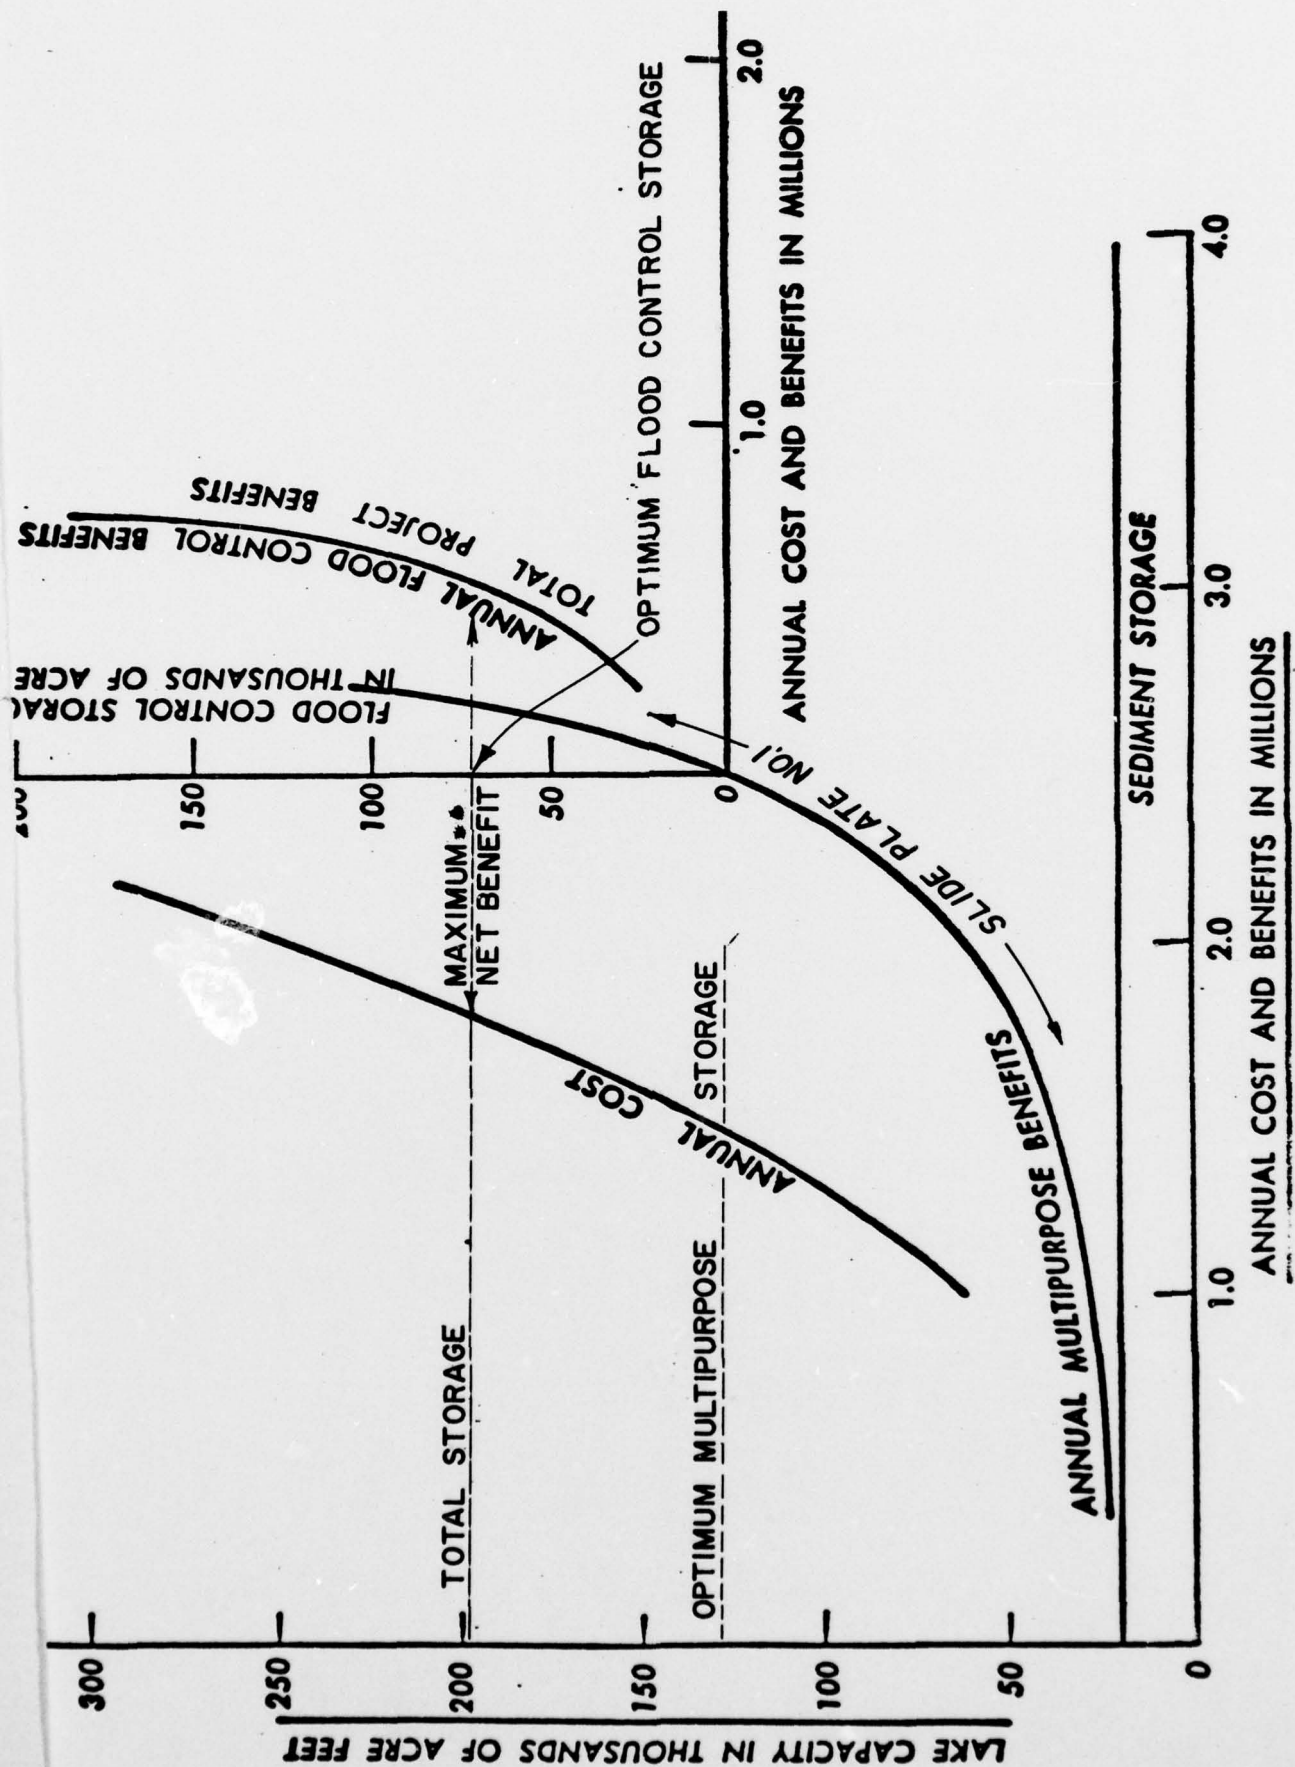 LAKE CAPACITY IN THOUSANDS OF ACRE FEET
300
250
200
150
100
50
0
TOTAL STORAGE
OPTIMUM MULTIPURPOSE STORAGE
ANNUAL COST
MAXIMUM
NET BENEFIT
FLOOD CONTROL STORAG
IN THOUSANDS OF ACRE
200
150
100
50
0
ANNUAL FLOOD CONTROL BENEFITS
TOTAL PROJECT BENEFITS
OPTIMUM FLOOD CONTROL STORAGE
1.0
2.0
ANNUAL COST AND BENEFITS IN MILLIONS
SLIDE PLATE NO.1
ANNUAL MULTIPURPOSE BENEFITS
SEDIMENT STORAGE
1.0
2.0
3.0
4.0
ANNUAL COST AND BENEFITS IN MILLIONS